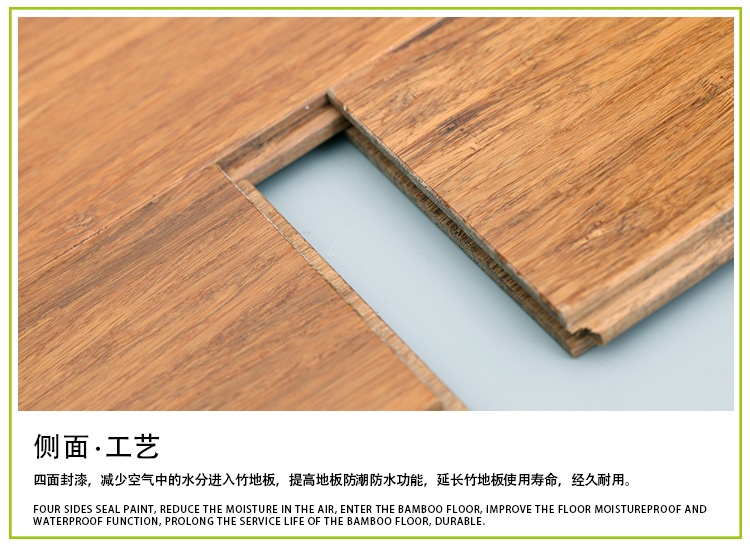 侧面·工艺
四面封漆，减少空气中的水分进入竹地板，提高地板防潮防水功能，延长竹地板使用寿命，经久耐用。
FOUR SIDES SEAL PAINT, REDUCE THE MOISTURE IN THE AIR, ENTER THE BAMBOO FLOOR, IMPROVE THE FLOOR MOISTUREPROOF AND
WATERPROOF FUNCTION, PROLONG THE SERVICE LIFE OF THE BAMBOO FLOOR, DURABLE.